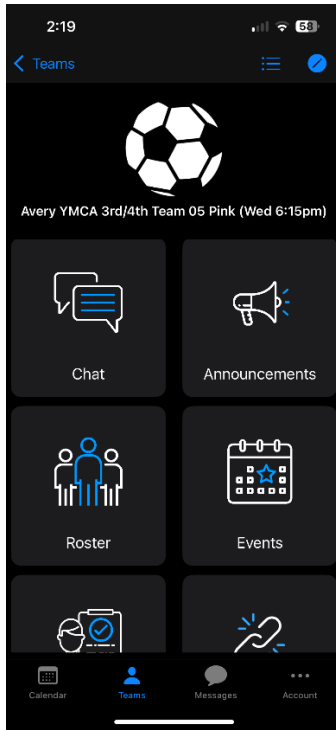 2:19
58
Teams
Avery YMCA 3rd/4th Team 05 Pink (Wed 6:15pm)
Chat
Announcements
Roster
Events
Calendar
Teams
Messages
Account